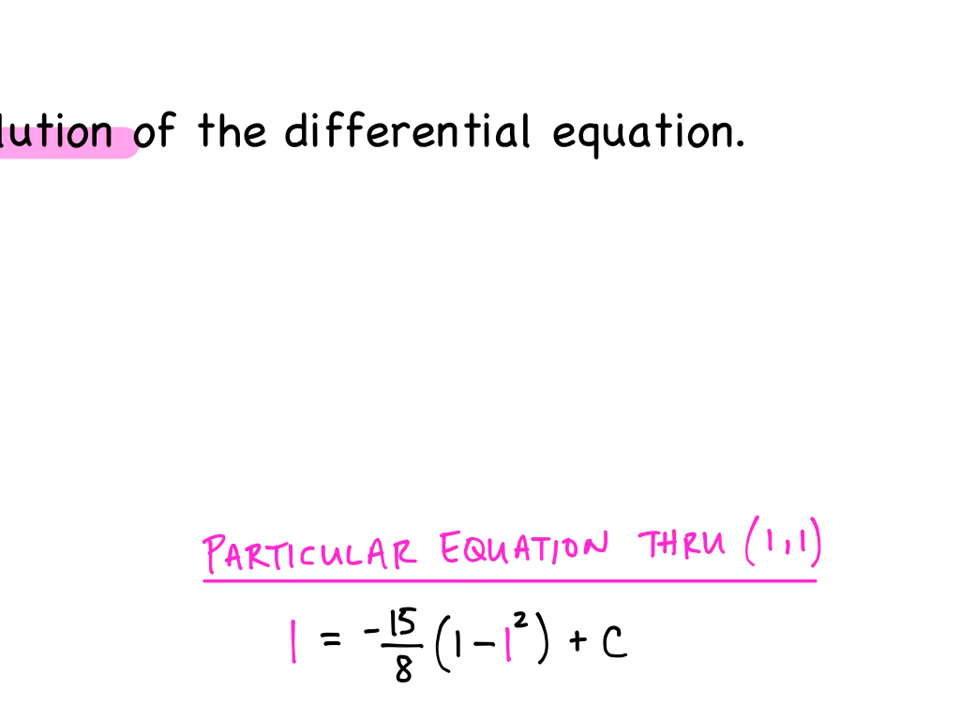 lution of the differential equation.
PARTICULAR EQUATION THRU (1,1)
1 = -15/8 (1-1²) + C